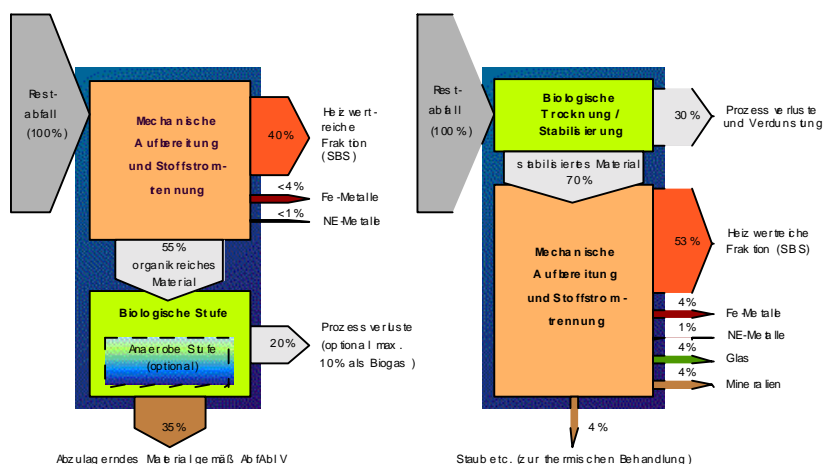 Rest-
abfall
(100%)
Mechanische
Aufbereitung
und Stoffstrom-
trennung
40%
Heizwert-
reiche
Fraktion
(SBS)
<4%
Fe-Metalle
<1%
NE-Metalle
55%
organikreiches
Material
Biologische Stufe
Anaerobe Stufe
(optional)
20%
Prozessverluste
(optional max.
10% als Biogas)
35%
Abzulagerndes Material gemäß AbfAblV
Rest-
abfall
(100%)
Biologische
Trocknung /
Stabilisierung
30%
Prozessverluste
und Verdunstung
stabilisiertes Material
70%
Mechanische
Aufbereitung
und Stoffstrom-
trennung
53%
Heizwertreiche
Fraktion (SBS)
4%
Fe-Metalle
1%
NE-Metalle
4%
Glas
4%
Mineralien
4%
Staub etc. (zur thermischen Behandlung)